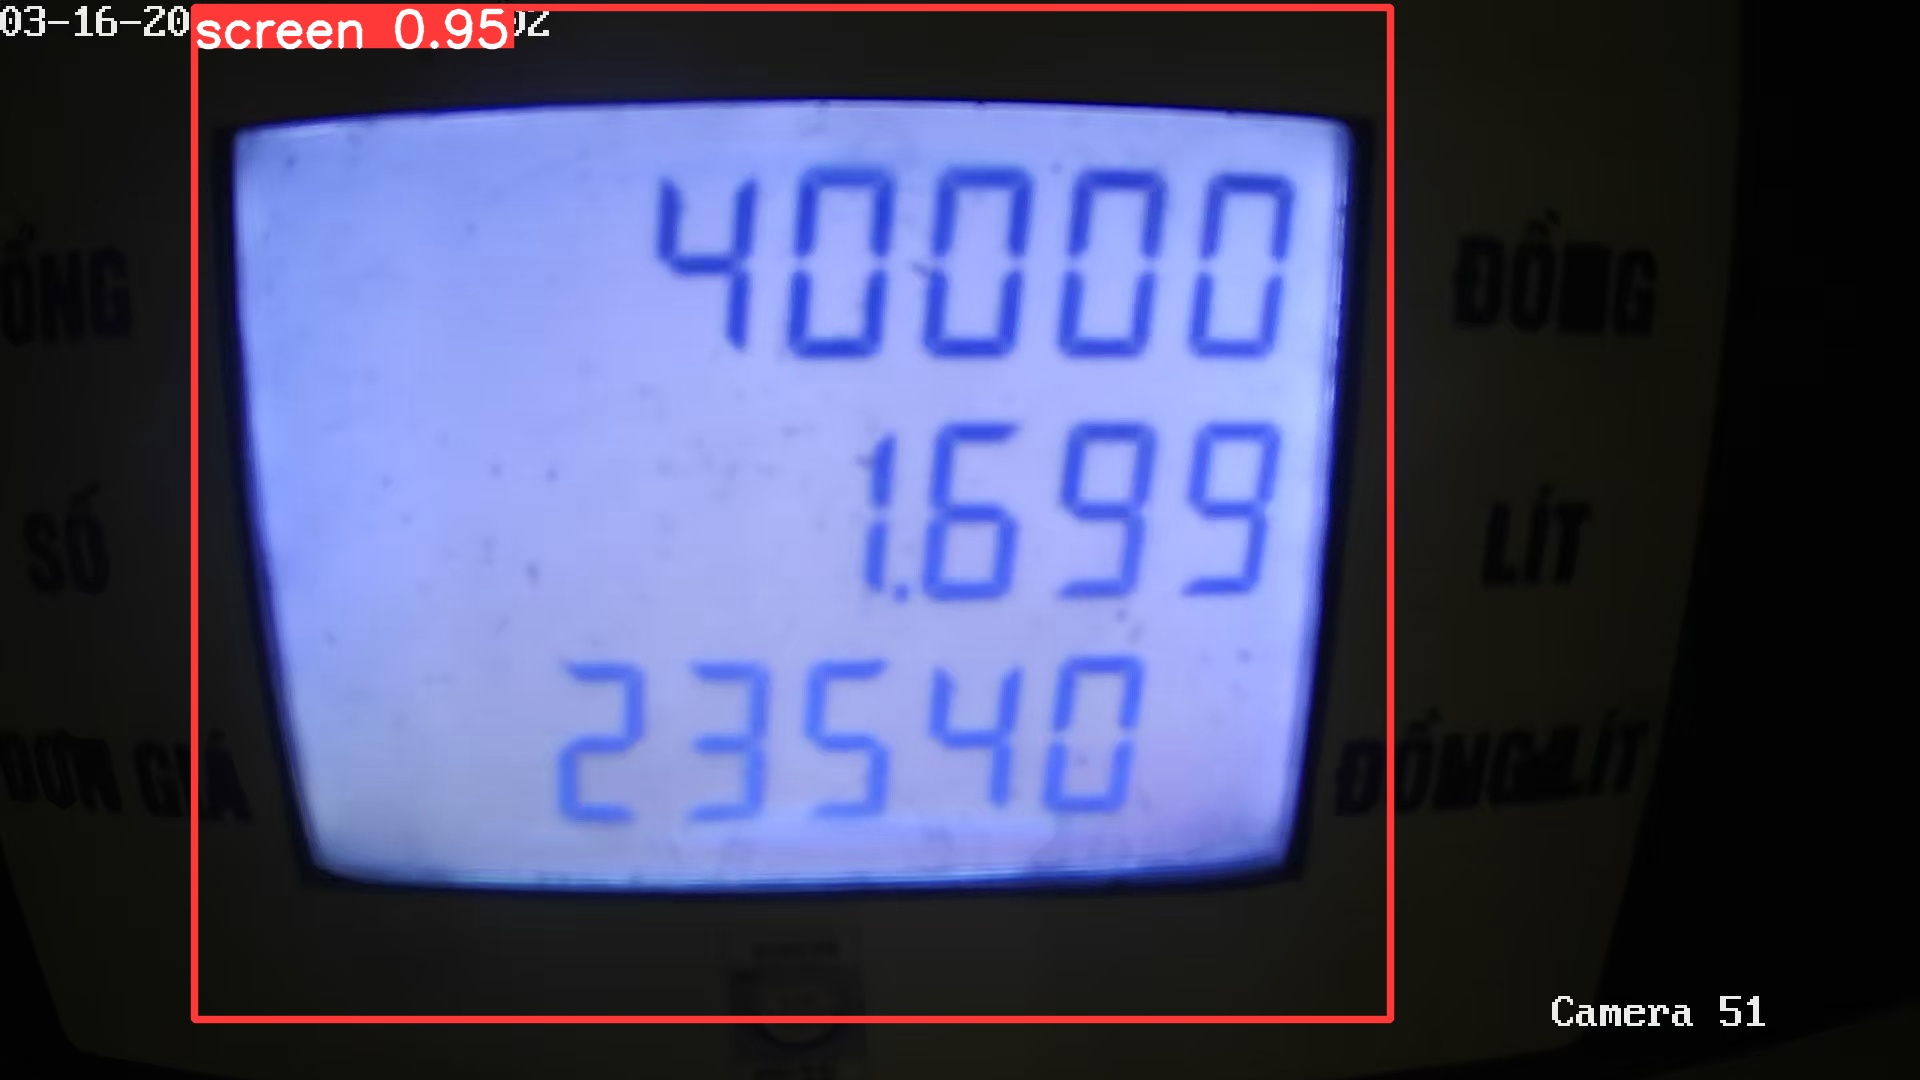 03-16-20
screen 0.95
02
40000
ĐỒNG
1.699
SỐ
LÍT
23540
ĐƠN GIÁ
ĐỒNG/LÍT
Camera 51